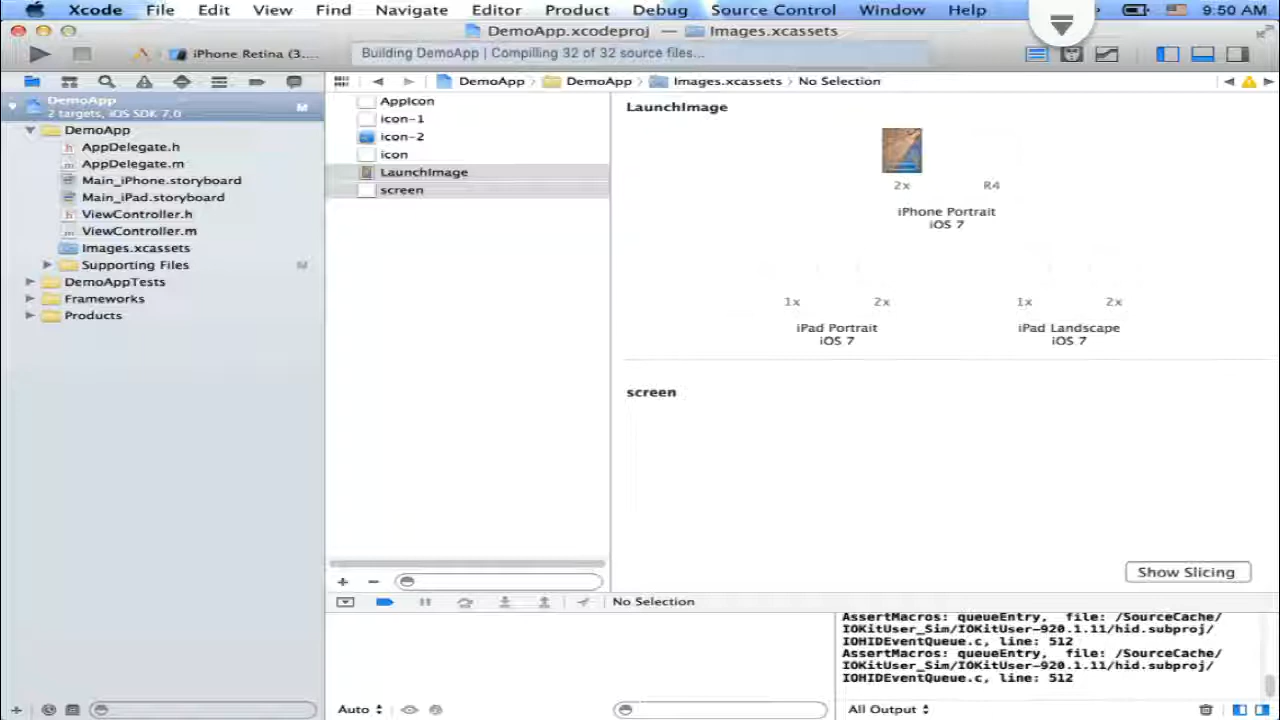 Xcode File Edit View Find Navigate Editor Product Debug Source Control Window Help 9:50 AM
DemoApp.xcodeproj — Images.xcassets
iPhone Retina (3.... Building DemoApp | Compiling 32 of 32 source files...
DemoApp DemoApp Images.xcassets No Selection
DemoApp M
2 targets, iOS SDK 7.0
DemoApp
AppDelegate.h
AppDelegate.m
Main_iPhone.storyboard
Main_iPad.storyboard
ViewController.h
ViewController.m
Images.xcassets
Supporting Files M
DemoAppTests
Frameworks
Products
AppIcon
icon-1
icon-2
icon
LaunchImage
screen
LaunchImage
2x R4
iPhone Portrait
iOS 7
1x 2x 1x 2x
iPad Portrait iPad Landscape
iOS 7 iOS 7
screen
Show Slicing
No Selection
AssertMacros: queueEntry, file: /SourceCache/
IOKitUser_Sim/IOKitUser-920.1.11/hid.subproj/
IOHIDEventQueue.c, line: 512
AssertMacros: queueEntry, file: /SourceCache/
IOKitUser_Sim/IOKitUser-920.1.11/hid.subproj/
IOHIDEventQueue.c, line: 512
Auto All Output